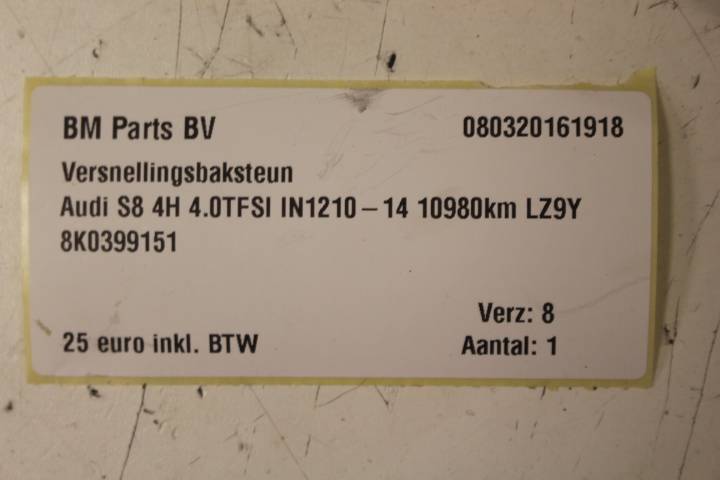 BM Parts BV 080320161918
Versnellingsbaksteun
Audi S8 4H 4.0TFSI IN1210-14 10980km LZ9Y
8K0399151
Verz: 8
25 euro inkl. BTW Aantal: 1